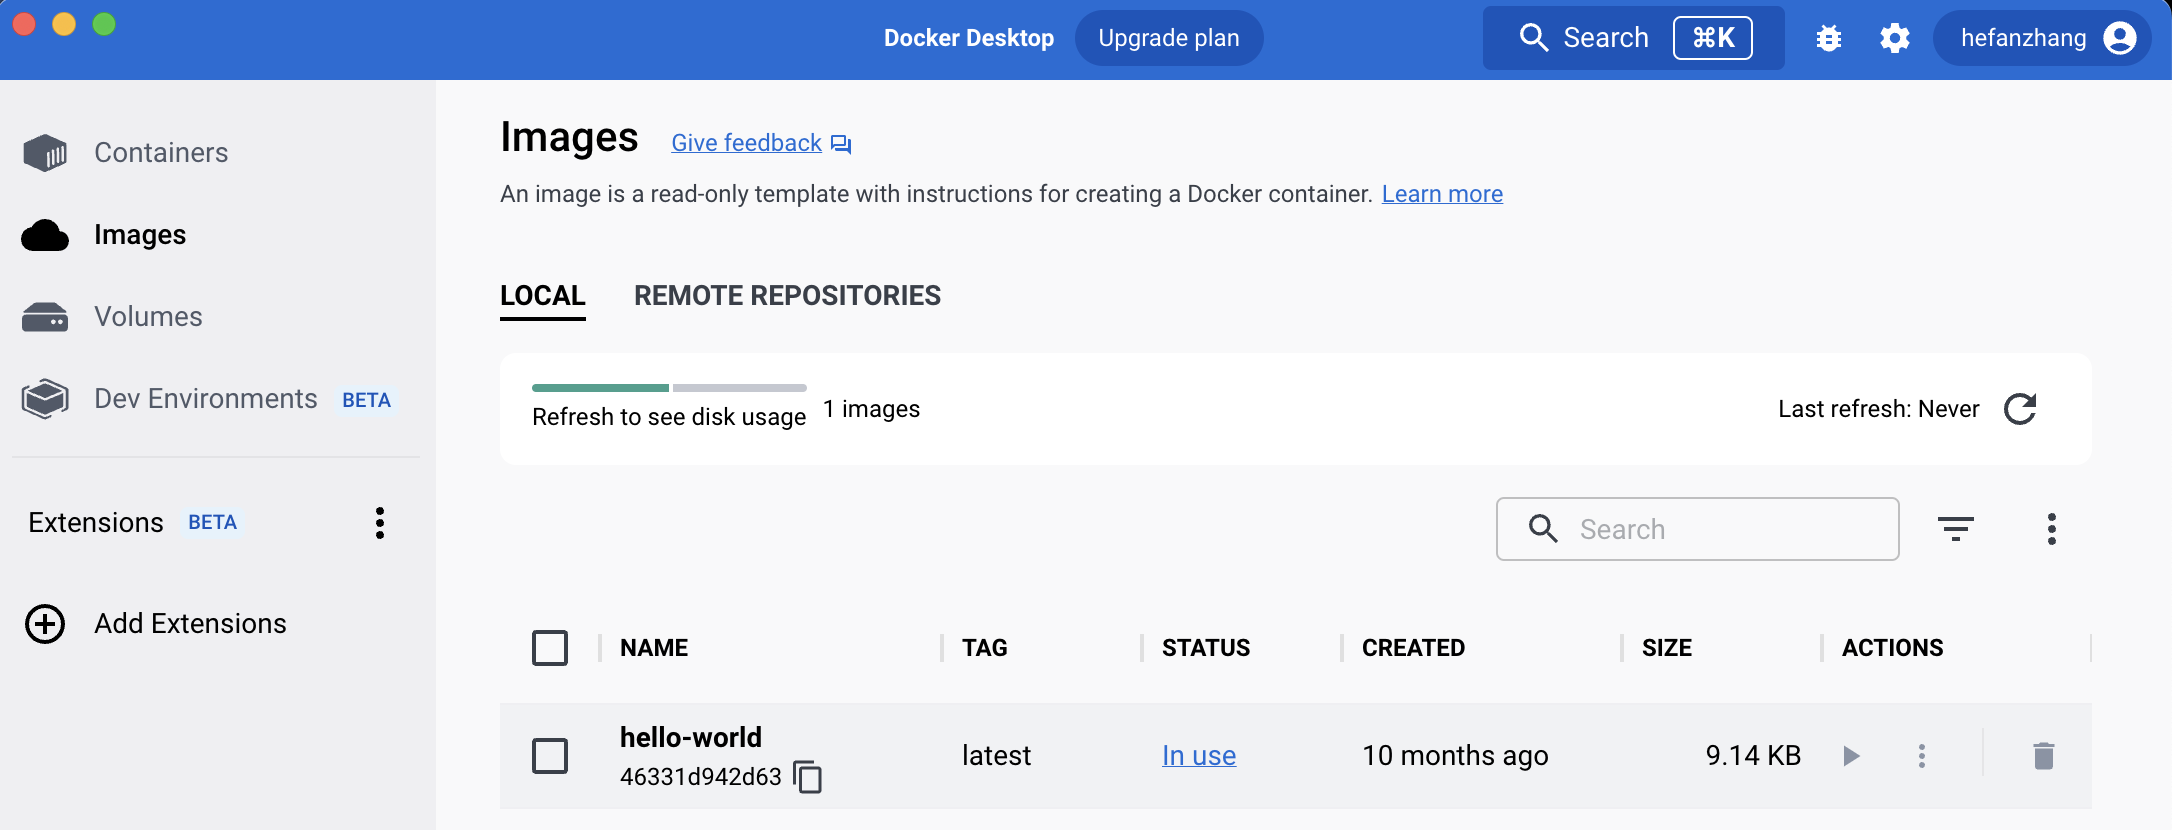 Docker Desktop Upgrade plan Search ⌘K hefanzhang
Containers
Images
Volumes
Dev Environments BETA
Extensions BETA
Add Extensions
Images Give feedback
An image is a read-only template with instructions for creating a Docker container. Learn more
LOCAL REMOTE REPOSITORIES
Refresh to see disk usage 1 images Last refresh: Never
Search
NAME TAG STATUS CREATED SIZE ACTIONS
hello-world
46331d942d63 latest In use 10 months ago 9.14 KB